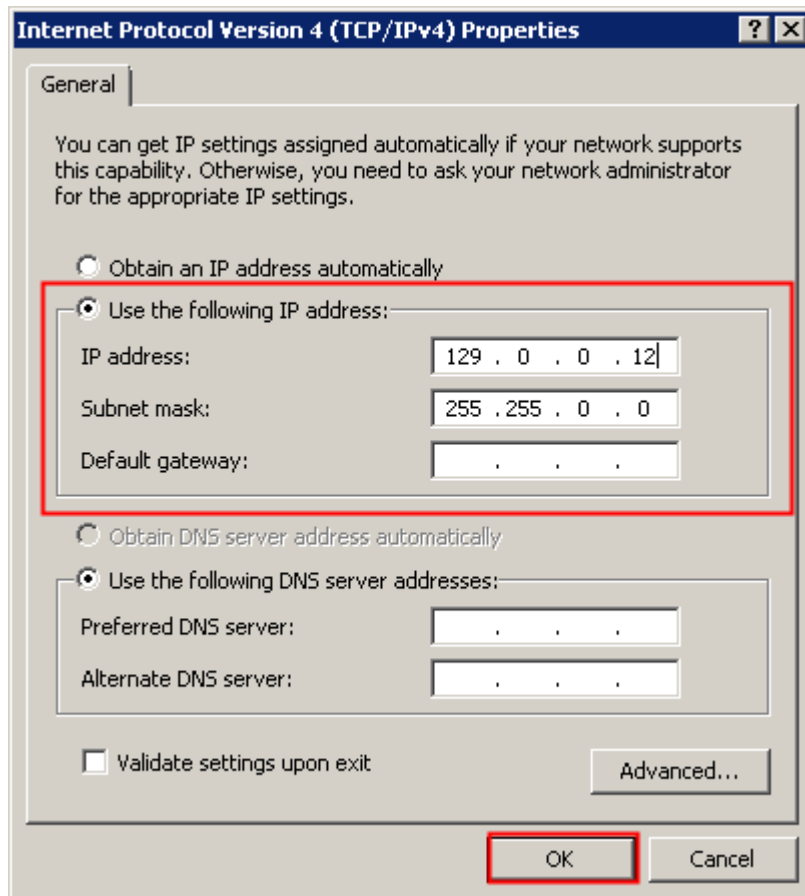 Internet Protocol Version 4 (TCP/IPv4) Properties
General
You can get IP settings assigned automatically if your network supports
this capability. Otherwise, you need to ask your network administrator
for the appropriate IP settings.
Obtain an IP address automatically
Use the following IP address:
IP address: 129 . 0 . 0 . 12
Subnet mask: 255 . 255 . 0 . 0
Default gateway: . . .
Obtain DNS server address automatically
Use the following DNS server addresses:
Preferred DNS server: . . .
Alternate DNS server: . . .
Validate settings upon exit
Advanced...
OK Cancel